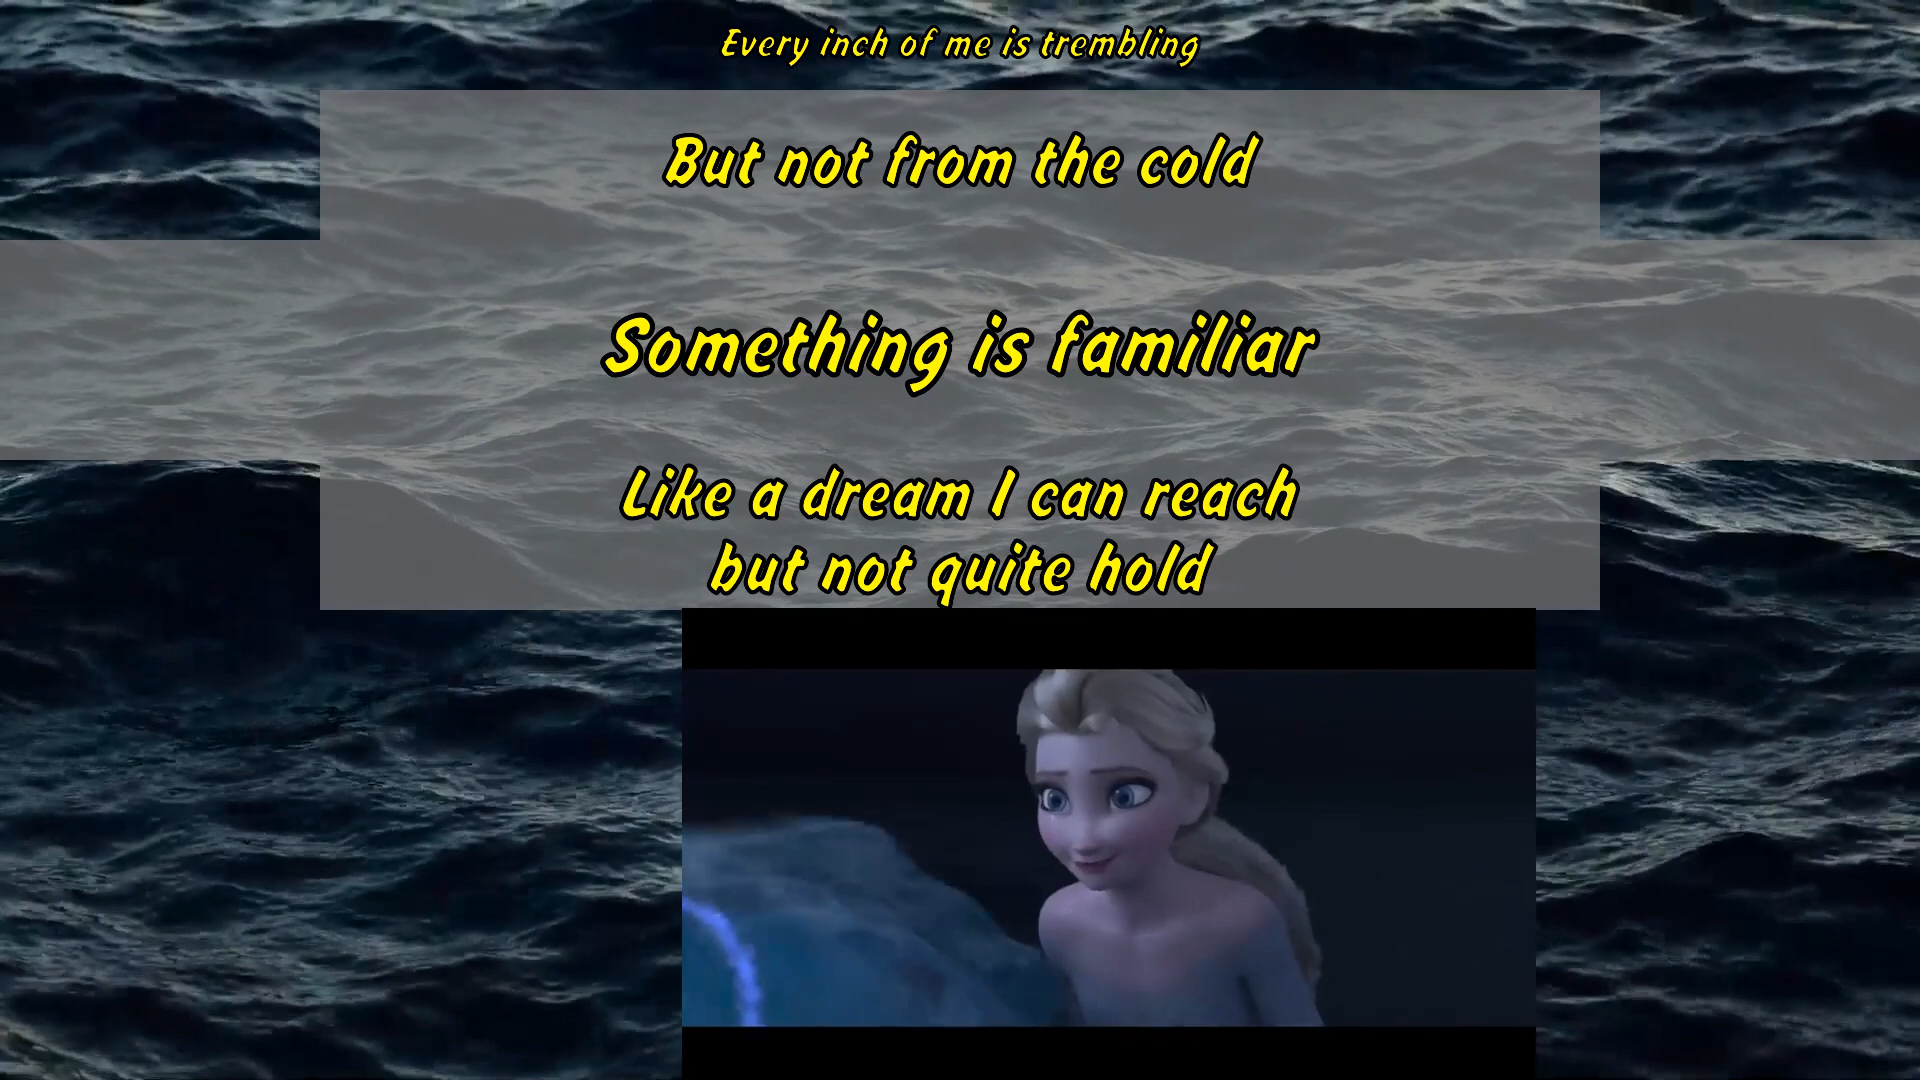 Every inch of me is trembling
But not from the cold
Something is familiar
Like a dream I can reach
but not quite hold